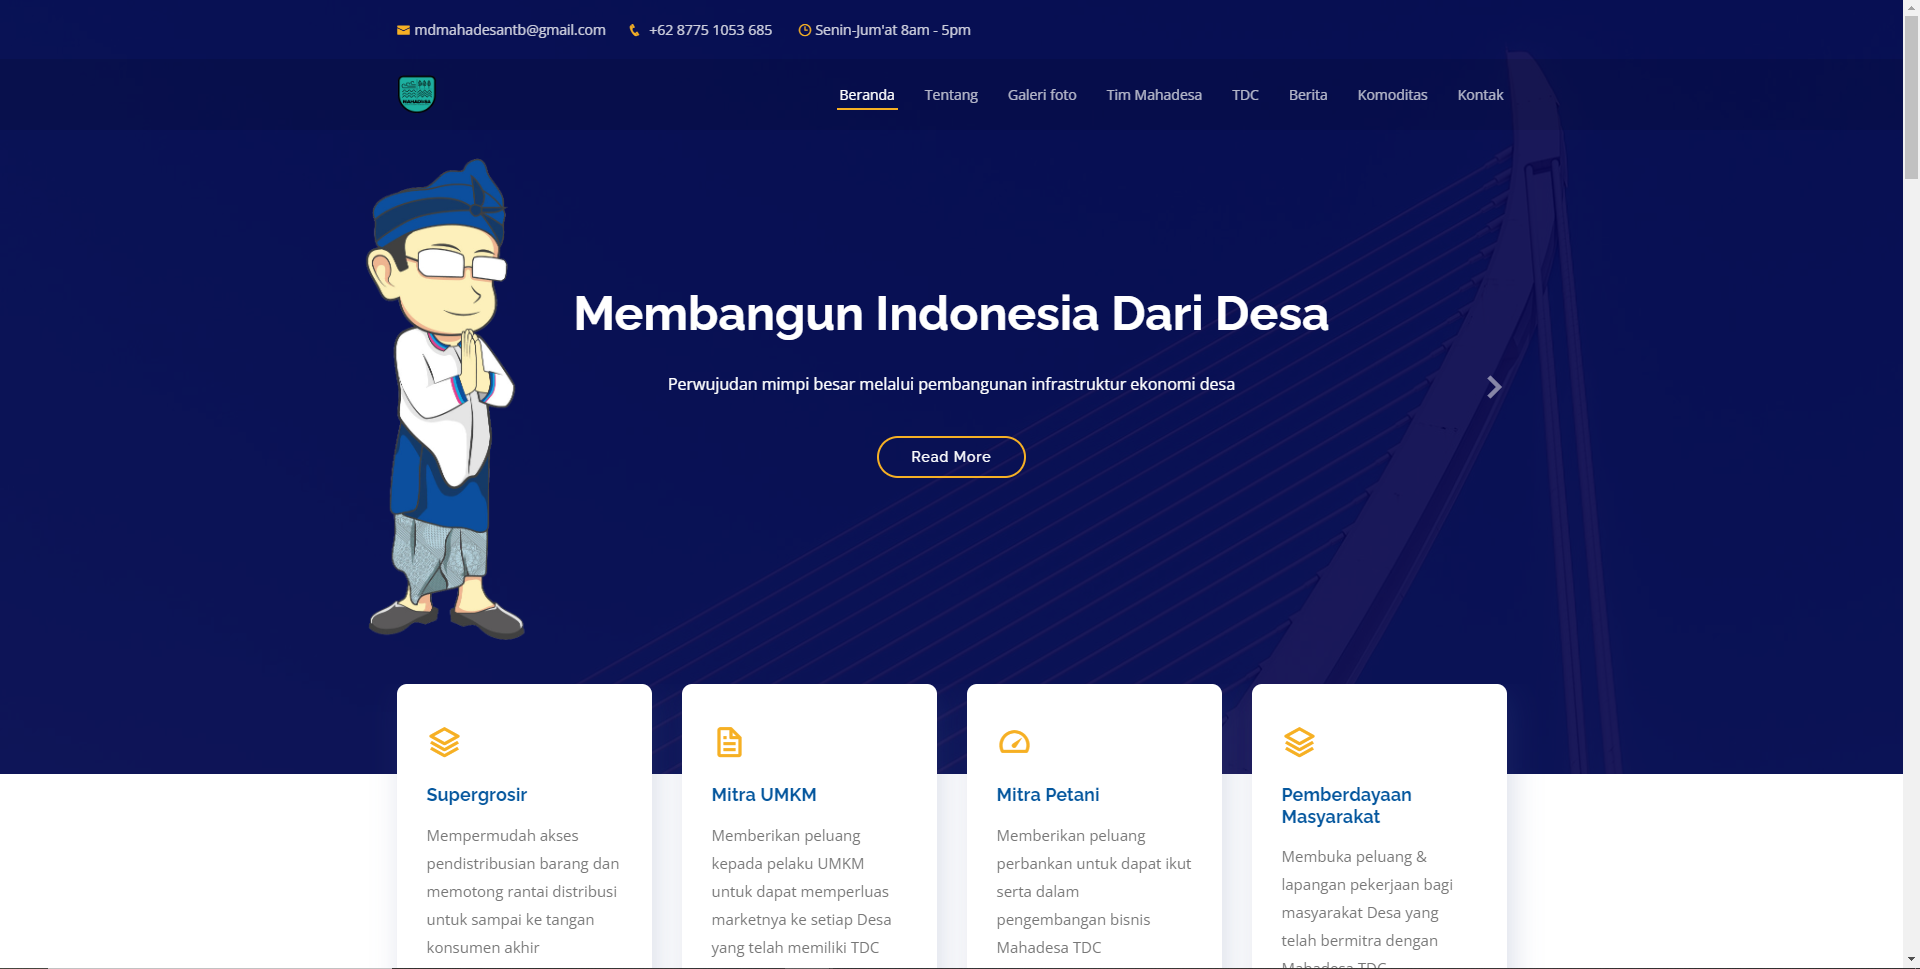 mdmahadesantb@gmail.com +62 8775 1053 685 Senin-Jum'at 8am - 5pm
MAHADESA
Beranda Tentang Galeri foto Tim Mahadesa TDC Berita Komoditas Kontak
Membangun Indonesia Dari Desa
Perwujudan mimpi besar melalui pembangunan infrastruktur ekonomi desa
Read More
Supergrosir
Mempermudah akses
pendistribusian barang dan
memotong rantai distribusi
untuk sampai ke tangan
konsumen akhir
Mitra UMKM
Memberikan peluang
kepada pelaku UMKM
untuk dapat memperluas
marketnya ke setiap Desa
yang telah memiliki TDC
Mitra Petani
Memberikan peluang
perbankan untuk dapat ikut
serta dalam
pengembangan bisnis
Mahadesa TDC
Pemberdayaan
Masyarakat
Membuka peluang &
lapangan pekerjaan bagi
masyarakat Desa yang
telah bermitra dengan
Mahadesa TDC